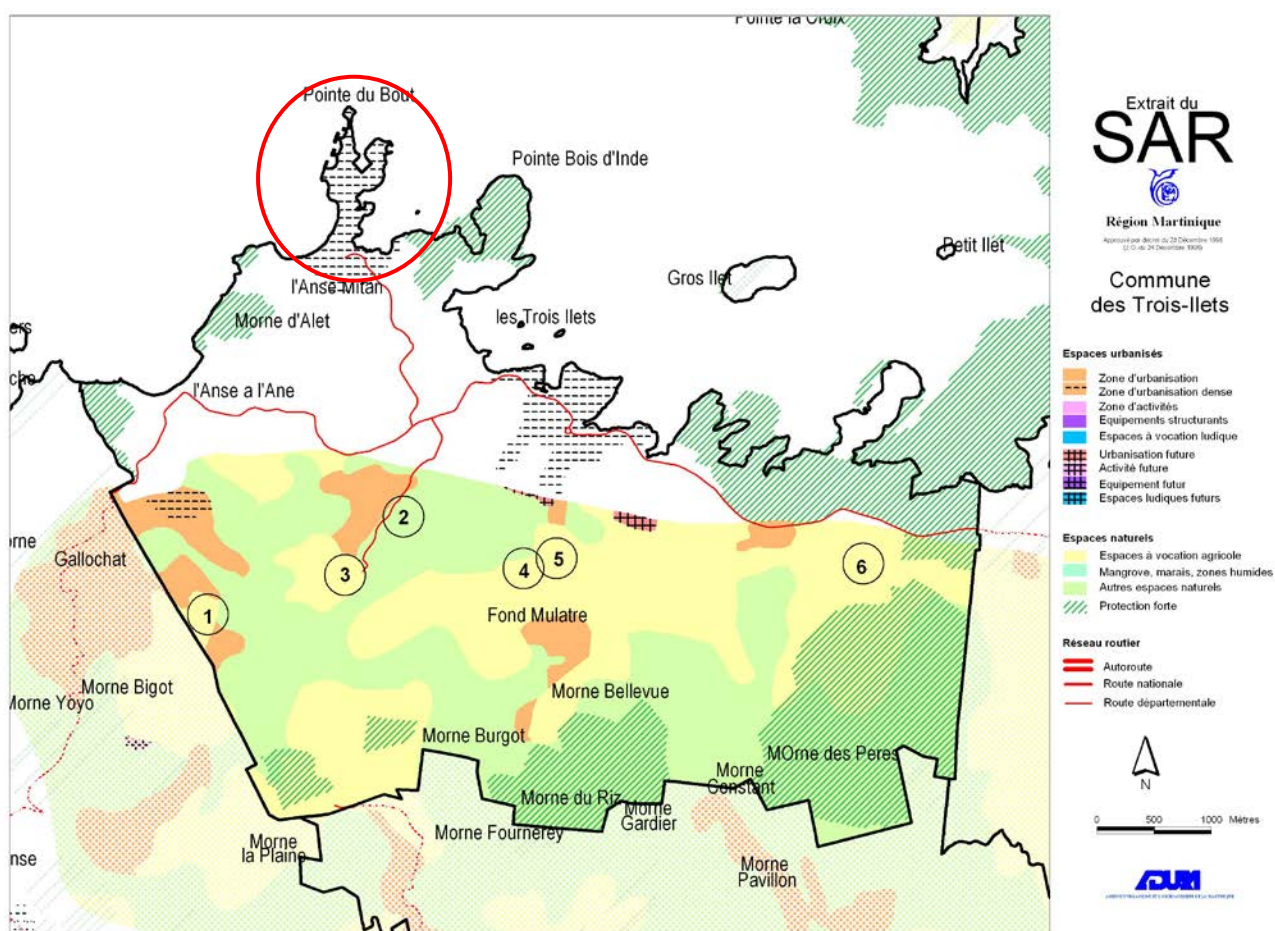 Pointe la Croix
Pointe du Bout
Pointe Bois d'Inde
Petit Ilet
Gros Ilet
l'Anse Mitan
Morne d'Alet
les Trois Ilets
ers
che
l'Anse a l'Ane
2
orne
Gallochat
3
4
5
6
1
Fond Mulatre
Morne Bigot
Morne Yoyo
Morne Bellevue
Morne Burgot
MOrne des Peres
Morne
Constant
Morne du Riz
Morne
Gardier
Morne Fournerey
Morne
la Plaine
nse
Morne
Pavillon
Extrait du
SAR
Région Martinique
Commune
des Trois-Ilets
Espaces urbanisés
Zone d'urbanisation
Zone d'urbanisation dense
Zone d'activités
Equipements structurants
Espaces à vocation ludique
Urbanisation future
Activité future
Equipement futur
Espaces ludiques futurs
Espaces naturels
Espaces à vocation agricole
Mangrove, marais, zones humides
Autres espaces naturels
Protection forte
Réseau routier
Autoroute
Route nationale
Route départementale
N
0 500 1000 Mètres
ADUAM